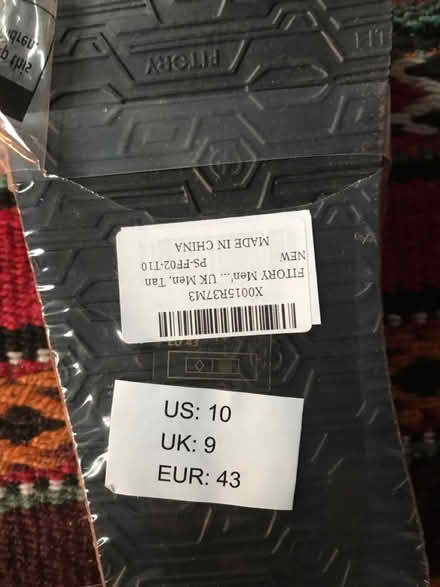 FITORY
X0015R37M3
FITORY Men'... UK Men, Tan
NEW
PS-FF02-T10
MADE IN CHINA
US: 10
UK: 9
EUR: 43